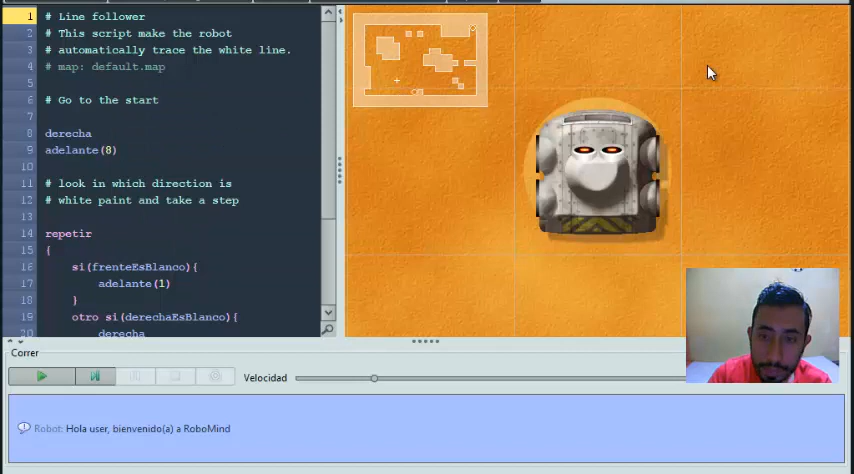 1 # Line follower
2 # This script make the robot
3 # automatically trace the white line.
4 # map: default.map
5
6 # Go to the start
7
8 derecha
9 adelante(8)
10
11 # look in which direction is
12 # white paint and take a step
13
14 repetir
15 {
16 si(frenteEsBlanco){
17 adelante(1)
18 }
19 otro si(derechaEsBlanco){
20 derecha
Correr
Velocidad
Robot: Hola user, bienvenido(a) a RoboMind